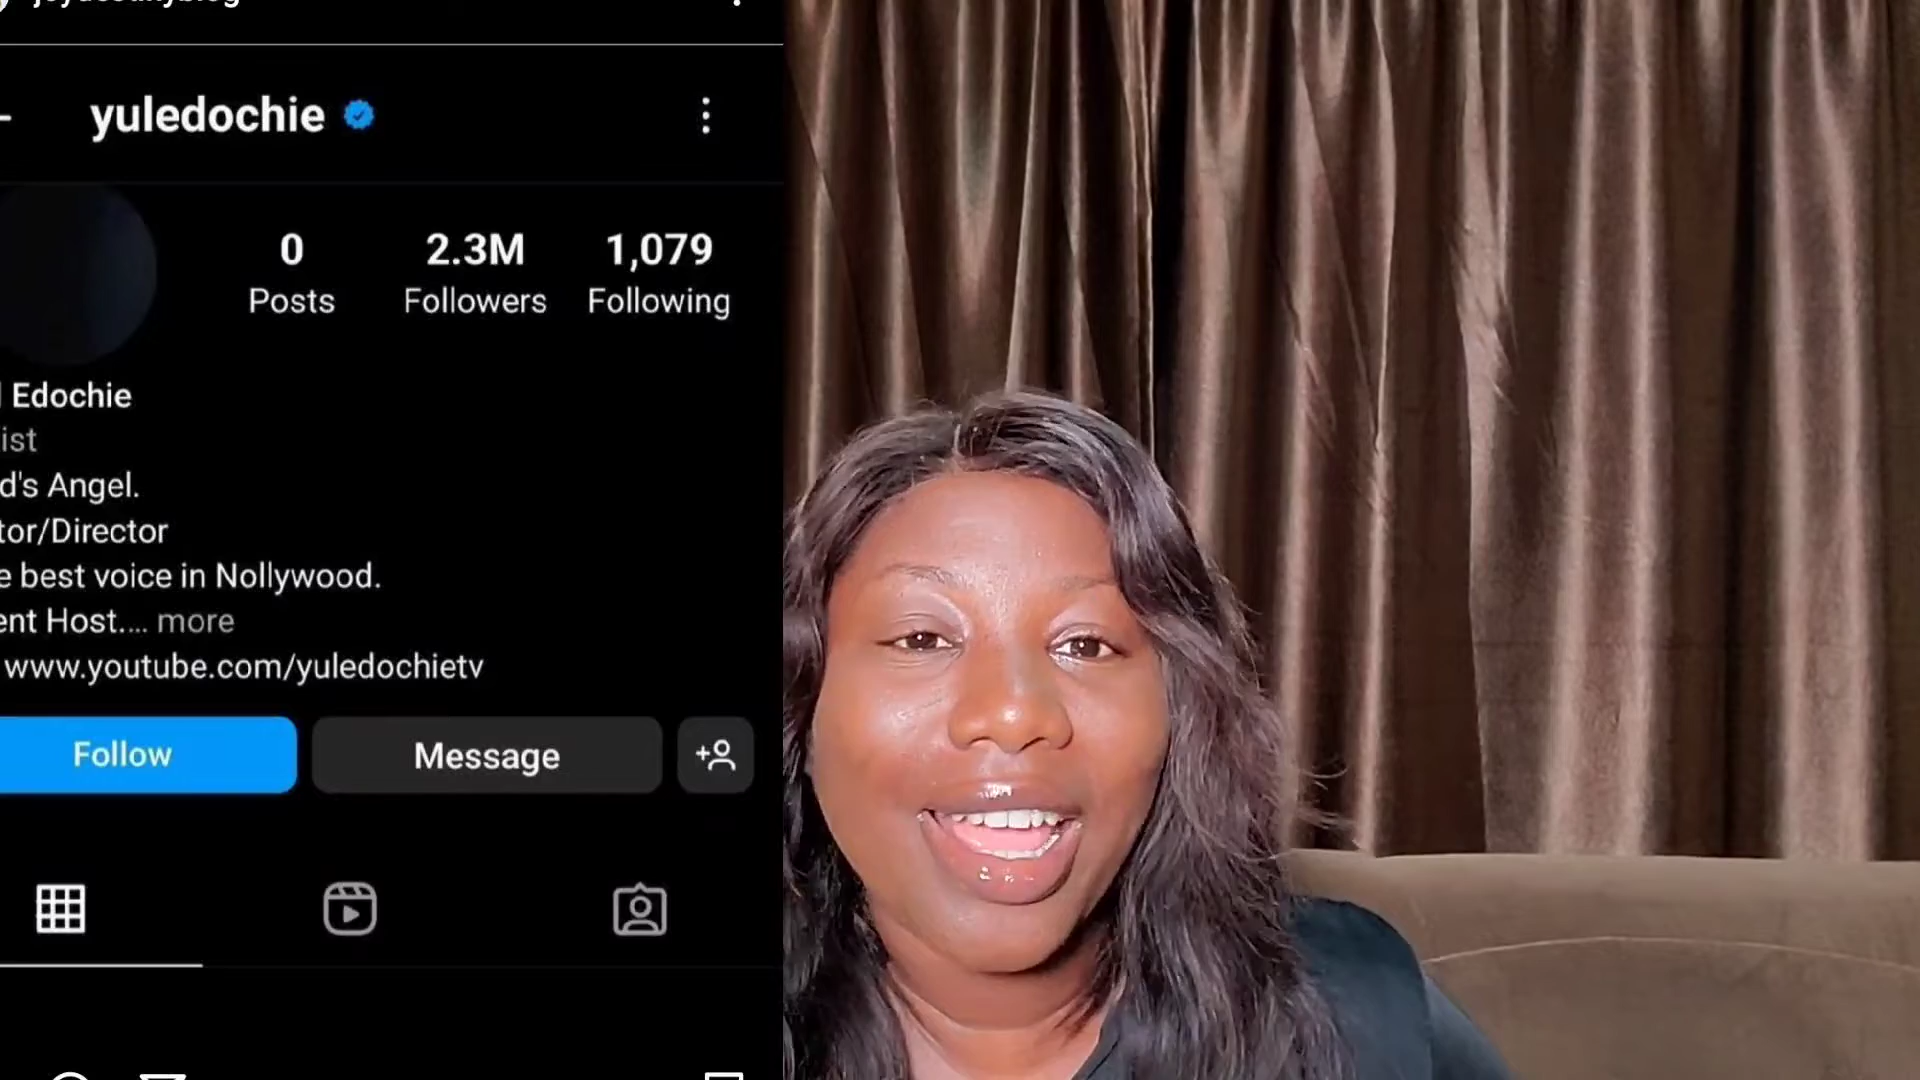 yuledochie
0 2.3M 1,079
Posts Followers Following
Edochie
ist
d's Angel.
tor/Director
e best voice in Nollywood.
ent Host.... more
www.youtube.com/yuledochietv
Follow Message